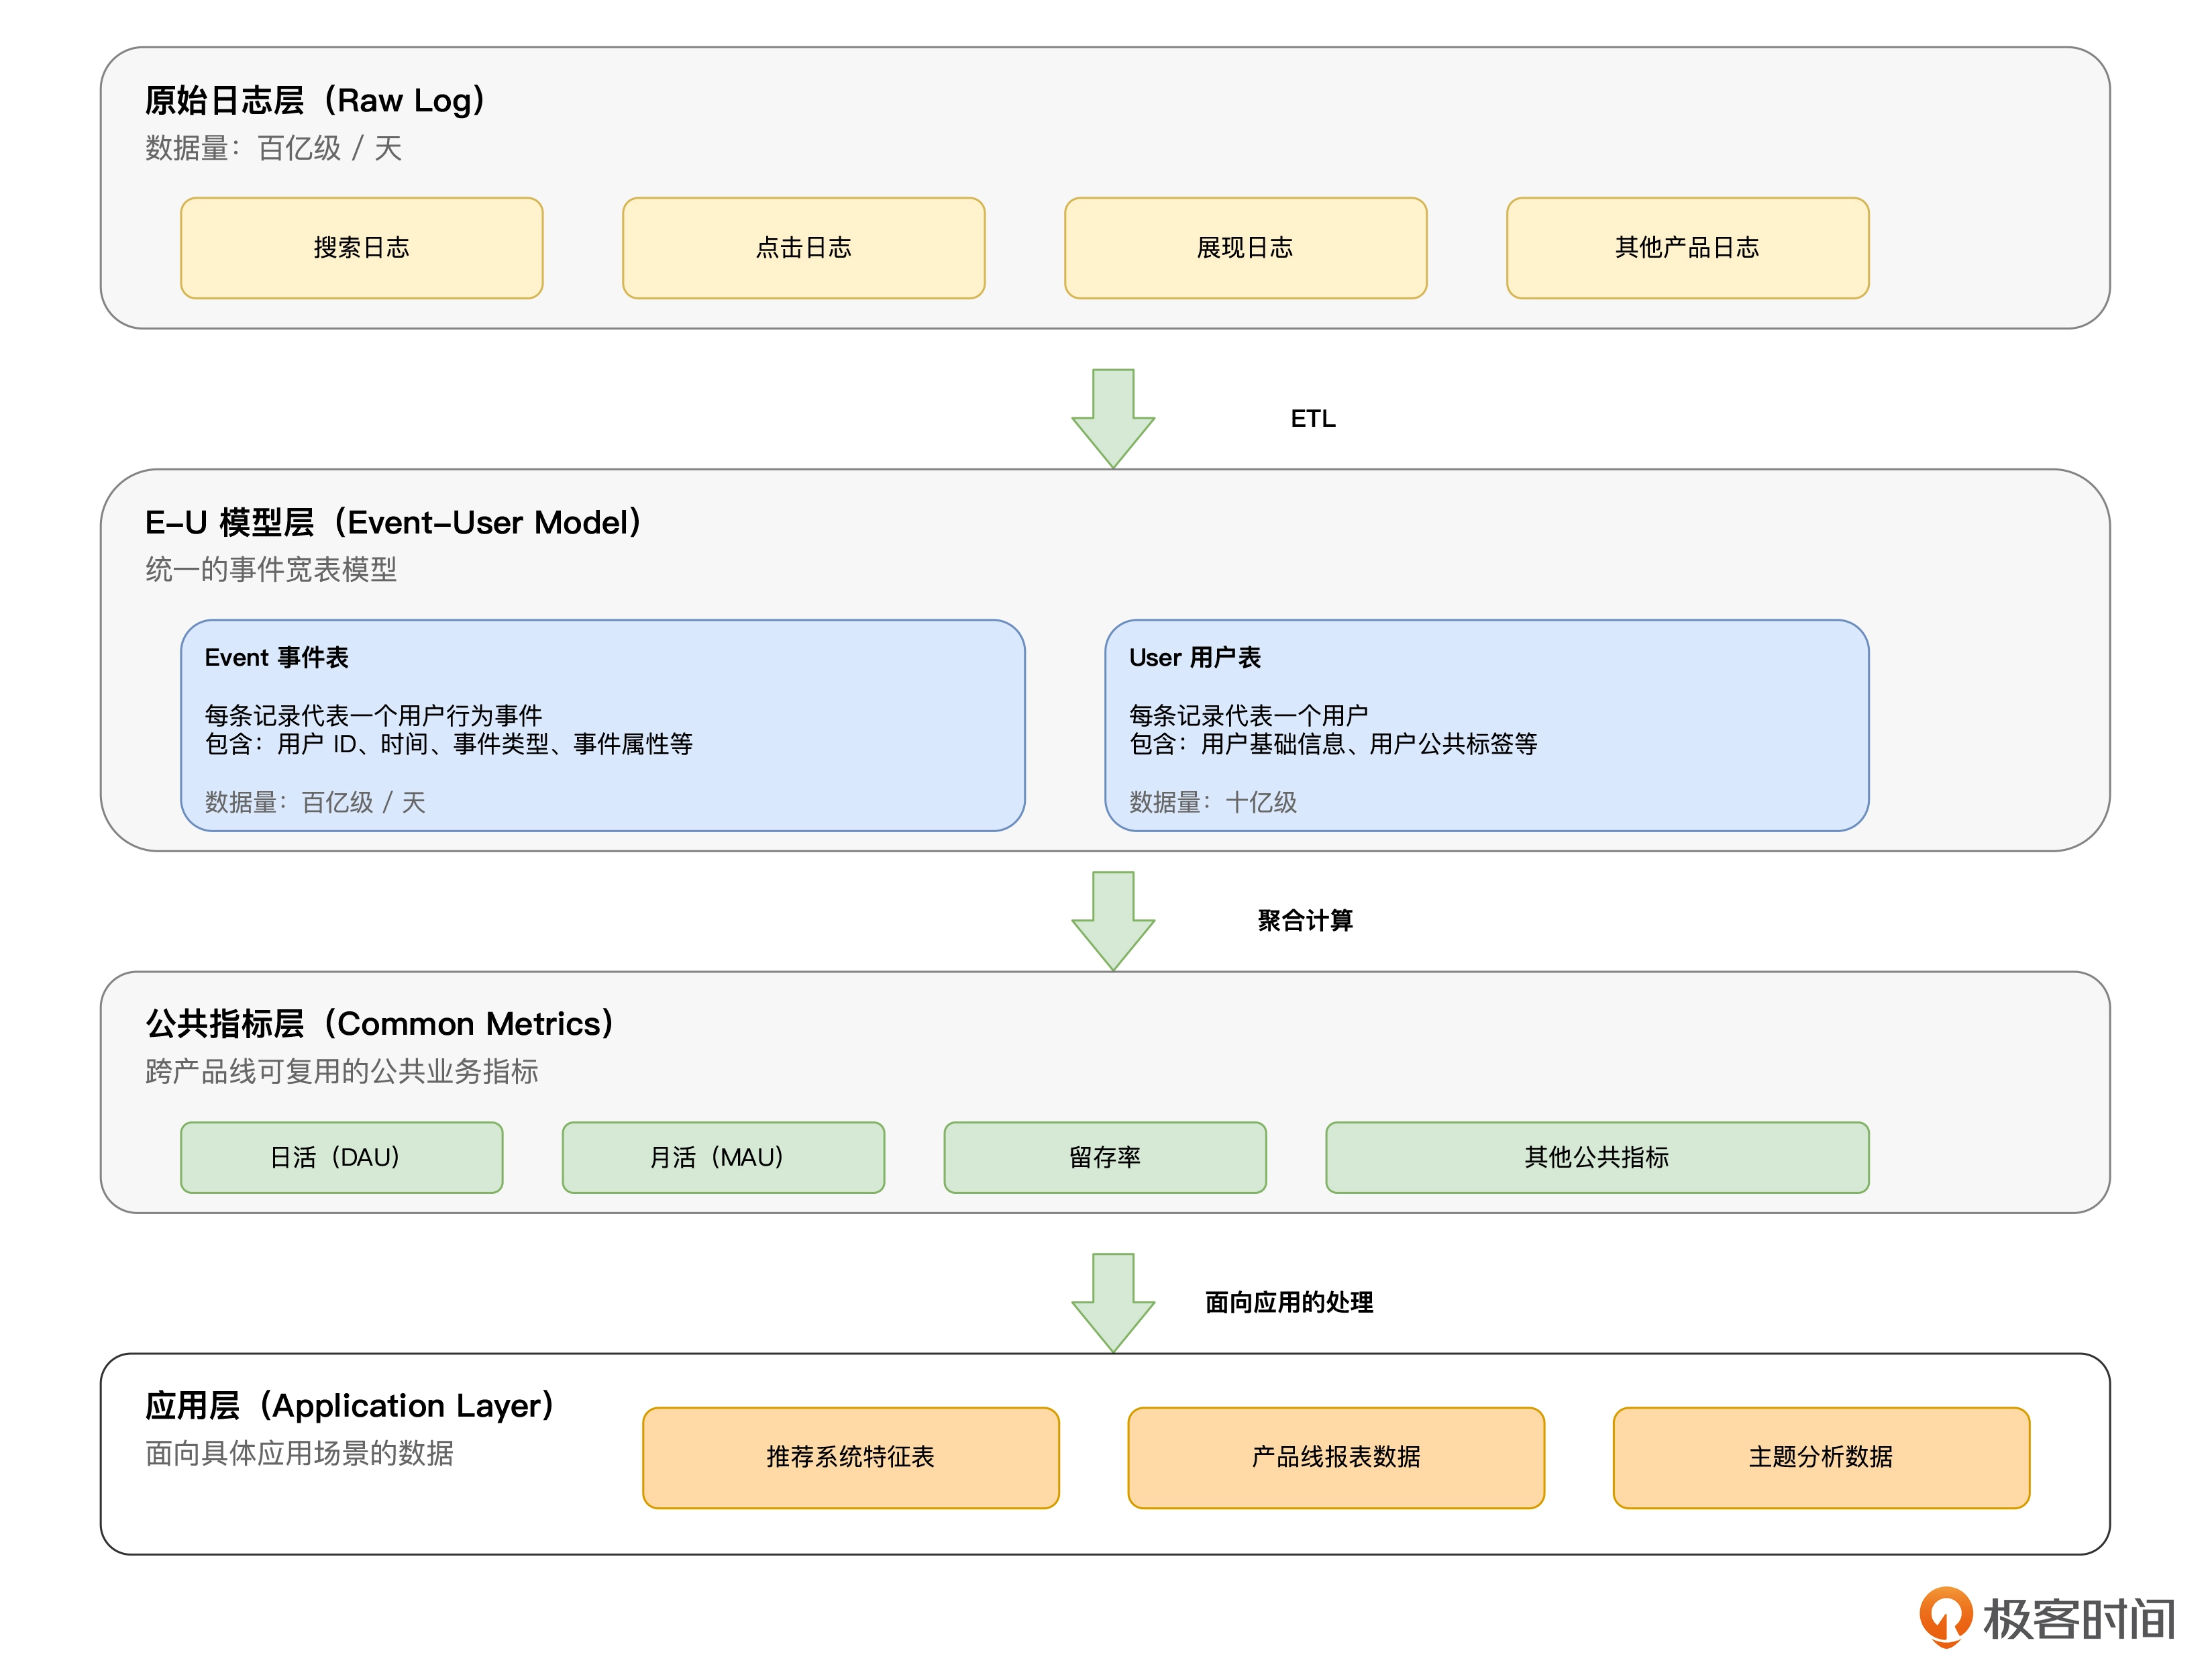 原始日志层（Raw Log）
数据量：百亿级 / 天
搜索日志
点击日志
展现日志
其他产品日志
ETL
E-U 模型层（Event-User Model）
统一的事件宽表模型
Event 事件表
每条记录代表一个用户行为事件
包含：用户 ID、时间、事件类型、事件属性等
数据量：百亿级 / 天
User 用户表
每条记录代表一个用户
包含：用户基础信息、用户公共标签等
数据量：十亿级
聚合计算
公共指标层（Common Metrics）
跨产品线可复用的公共业务指标
日活（DAU）
月活（MAU）
留存率
其他公共指标
面向应用的处理
应用层（Application Layer）
面向具体应用场景的数据
推荐系统特征表
产品线报表数据
主题分析数据
极客时间